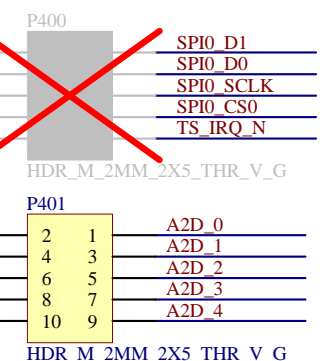 P400
SPI0_D1
SPI0_D0
SPI0_SCLK
SPI0_CS0
TS_IRQ_N
HDR_M_2MM_2X5_THR_V_G
P401
2 1 A2D_0
4 3 A2D_1
6 5 A2D_2
8 7 A2D_3
10 9 A2D_4
HDR_M_2MM_2X5_THR_V_G